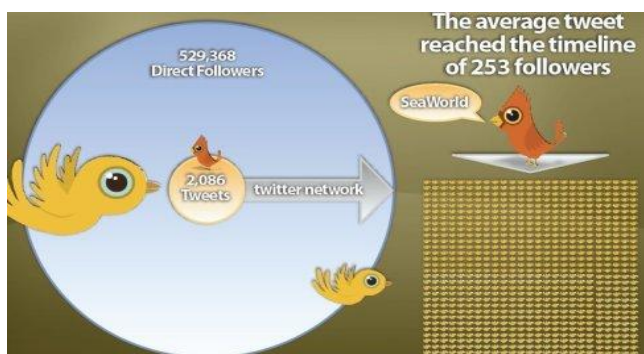 529,368
Direct Followers
2,086
Tweets
twitter network
The average tweet
reached the timeline
of 253 followers
SeaWorld